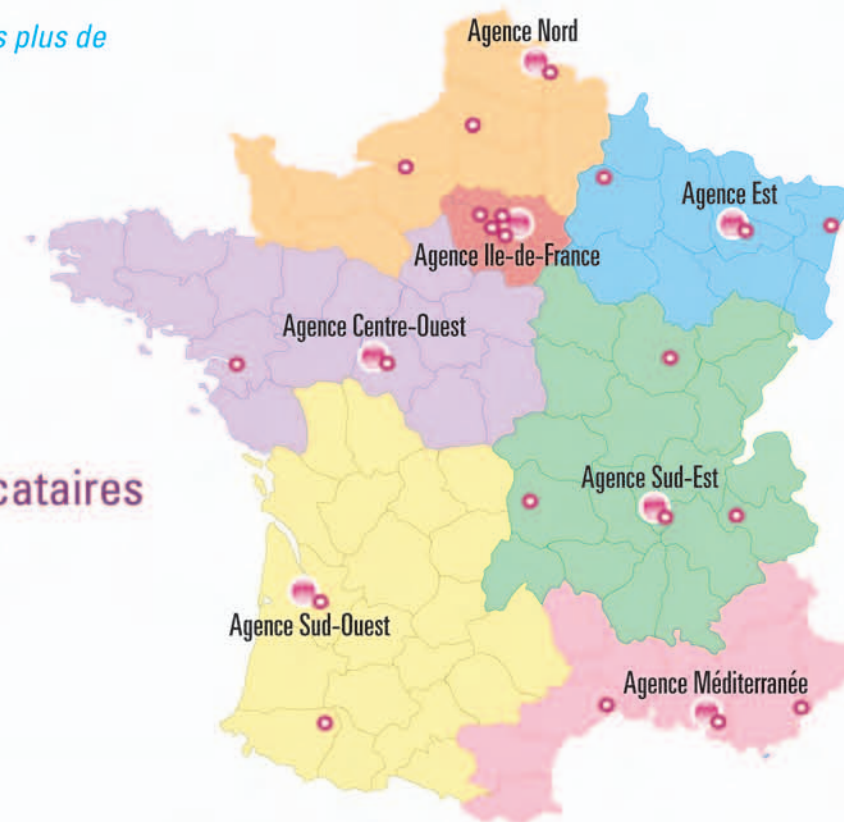 s plus de
Agence Nord
Agence Est
Agence Ile-de-France
Agence Centre-Ouest
cataires
Agence Sud-Est
Agence Sud-Ouest
Agence Méditerranée